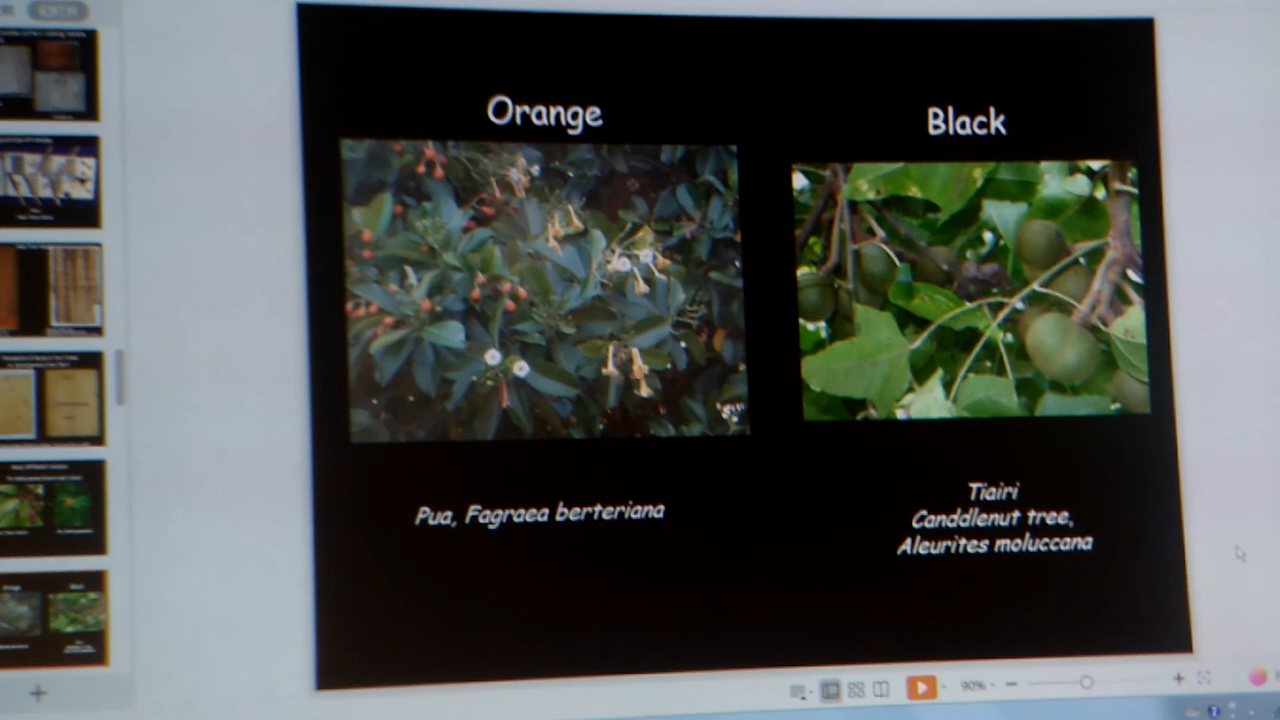 Orange
Black
Pua, Fagraea berteriana
Tiairi
Canddlenut tree,
Aleurites moluccana
90%